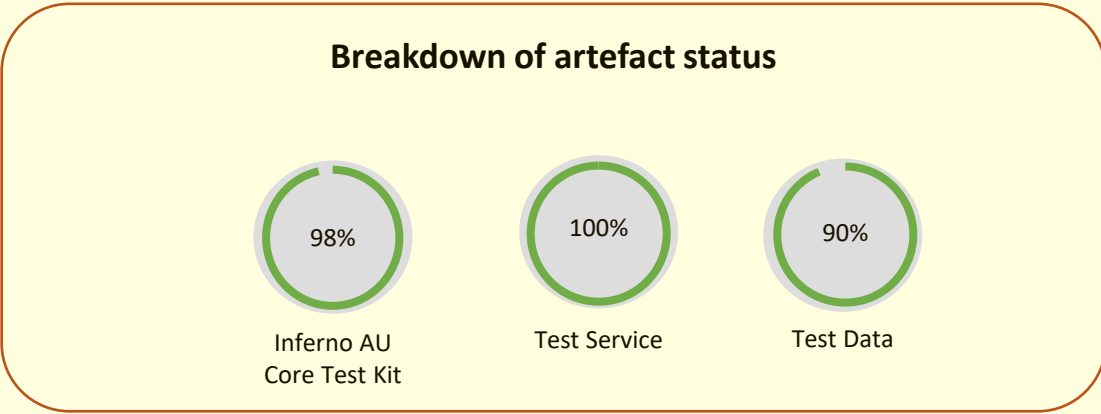 Breakdown of artefact status
98%
100%
90%
Inferno AU
Core Test Kit
Test Service
Test Data